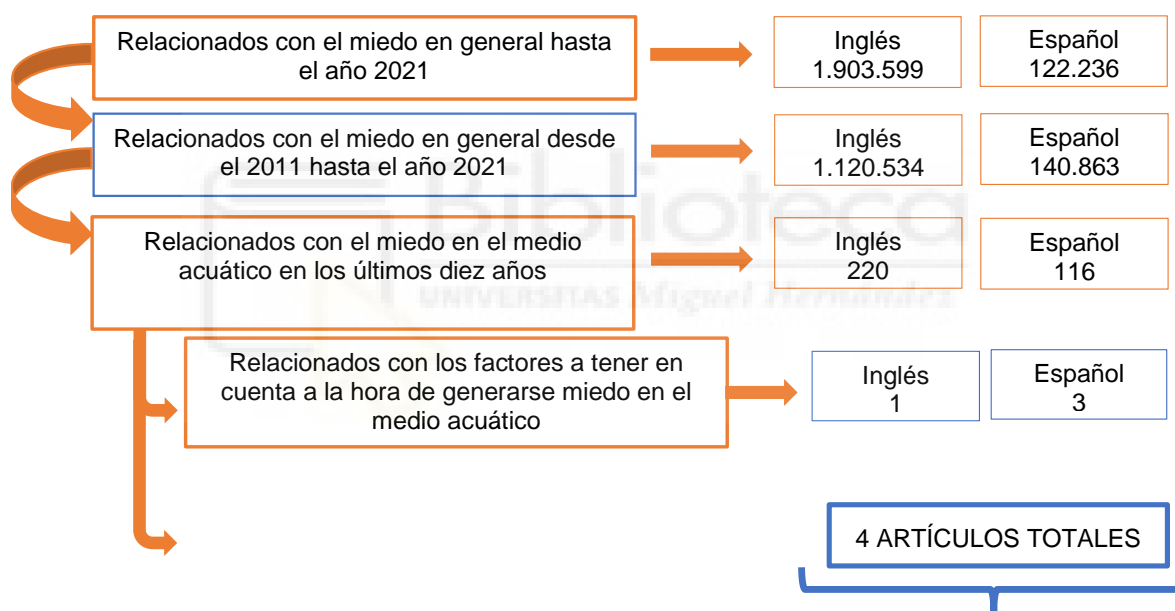 Relacionados con el miedo en general hasta
el año 2021
Inglés
1.903.599
Español
122.236
Relacionados con el miedo en general desde
el 2011 hasta el año 2021
Inglés
1.120.534
Español
140.863
Relacionados con el miedo en el medio
acuático en los últimos diez años
Inglés
220
Español
116
Biblioteca
UNIVERSITAS Miguel Hernández
Relacionados con los factores a tener en
cuenta a la hora de generarse miedo en el
medio acuático
Inglés
1
Español
3
4 ARTÍCULOS TOTALES